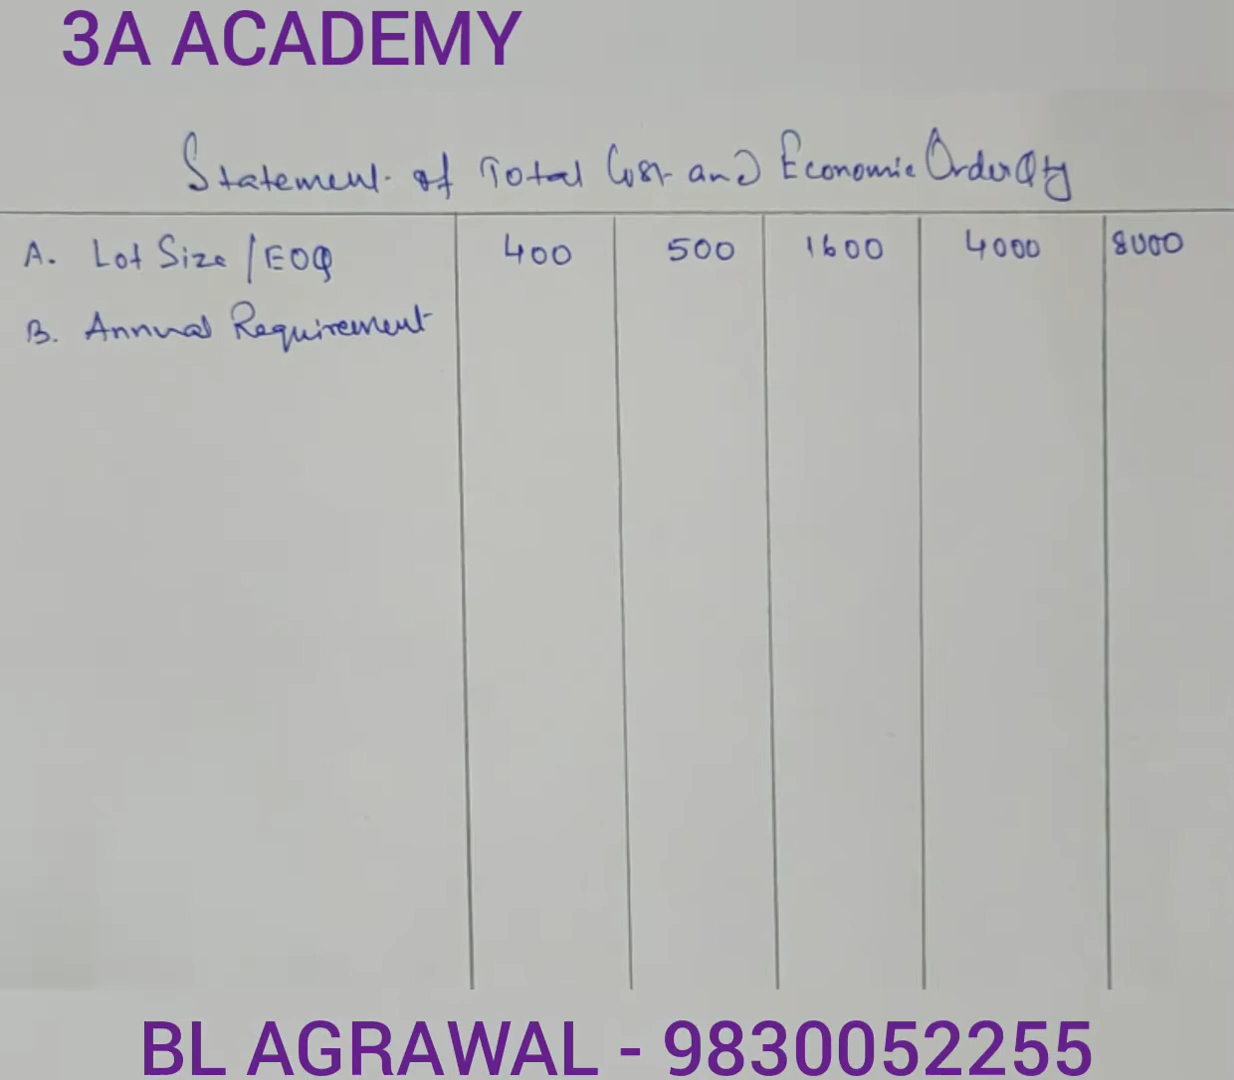 3A ACADEMY
Statement of Total Cost and Economic Order Qty
A. Lot Size / EOQ 400 500 1600 4000 8000
B. Annual Requirement
BL AGRAWAL - 9830052255